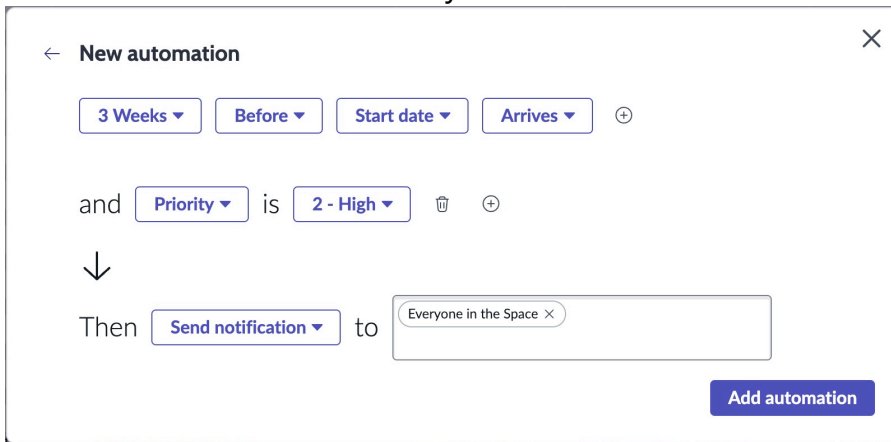 New automation
3 Weeks Before Start date Arrives
and Priority is 2 - High
Then Send notification to Everyone in the Space
Add automation